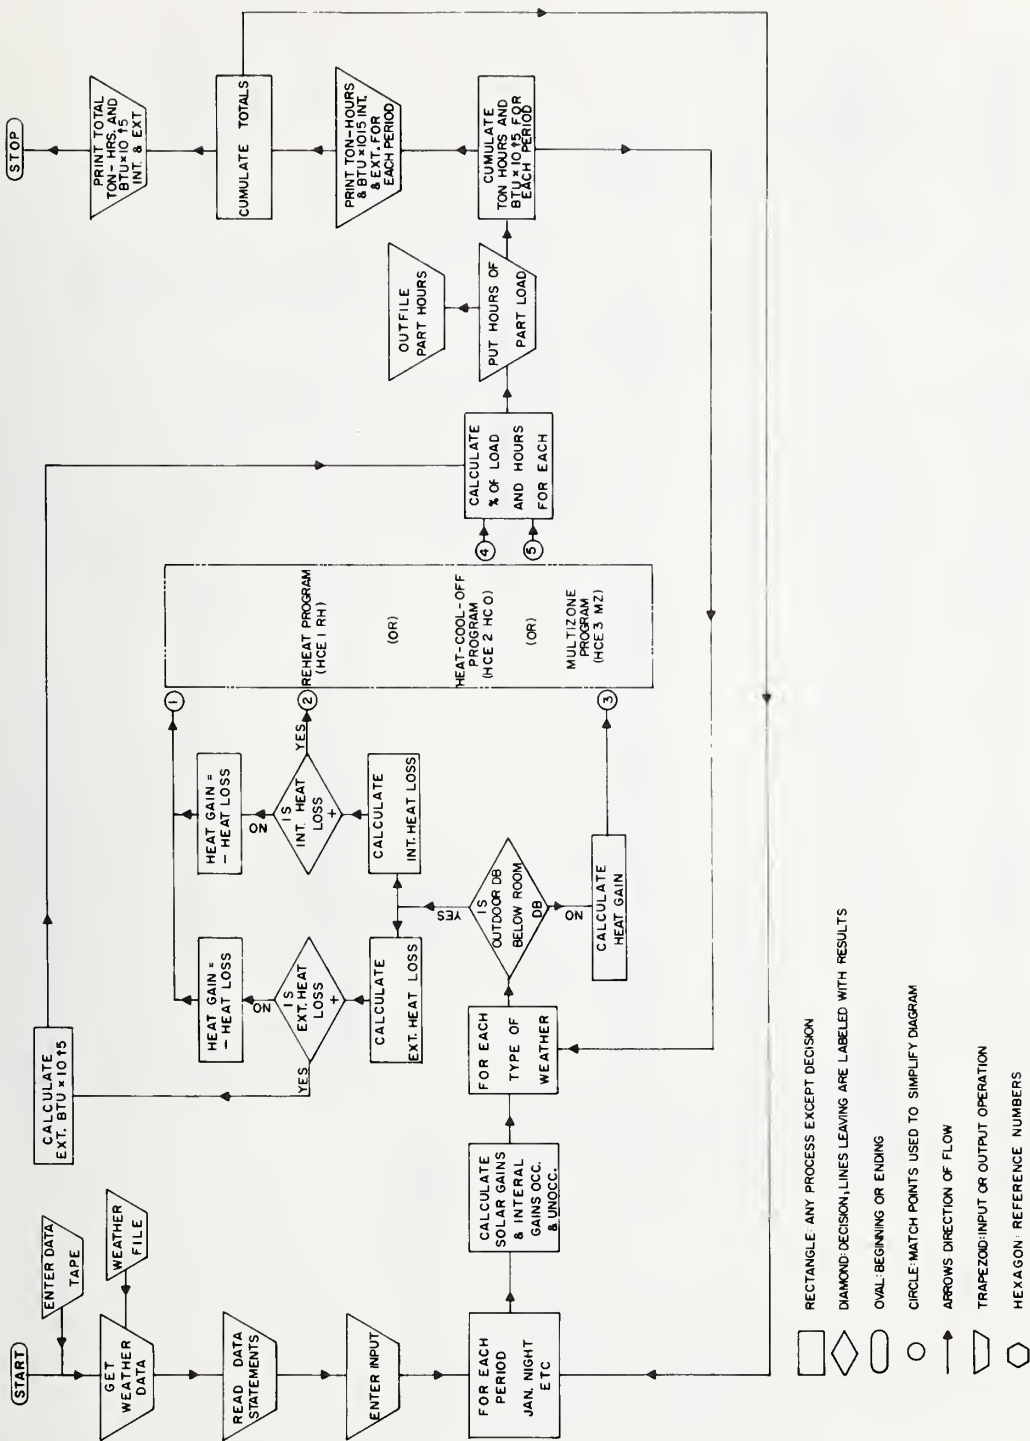 START
ENTER DATA
TAPE
GET
WEATHER
DATA
WEATHER
FILE
READ DATA
STATEMENTS
ENTER INPUT
FOR EACH
PERIOD
JAN. NIGHT
ETC
CALCULATE
SOLAR GAINS
& INTERAL
GAINS OCC.
& UNOCC.
FOR EACH
TYPE OF
WEATHER
IS
OUTDOOR DB
BELOW ROOM
DB
YES
NO
CALCULATE
HEAT GAIN
CALCULATE
EXT. HEAT LOSS
CALCULATE
INT. HEAT LOSS
IS
EXT. HEAT
LOSS
+
YES
NO
IS
INT. HEAT
LOSS
+
YES
NO
HEAT GAIN =
- HEAT LOSS
HEAT GAIN =
- HEAT LOSS
CALCULATE
EXT. BTU × 10 ↑5
1
2
3
REHEAT PROGRAM
(HCE 1 RH)
(OR)
HEAT-COOL-OFF
PROGRAM
(HCE 2 HCO)
(OR)
MULTIZONE
PROGRAM
(HCE 3 MZ)
4
5
CALCULATE
% OF LOAD
AND HOURS
FOR EACH
PUT HOURS OF
PART LOAD
OUTFILE
PART HOURS
CUMULATE
TON HOURS AND
BTU × 10 ↑5 FOR
EACH PERIOD
PRINT TON-HOURS
& BTU × 10↑5 INT.
& EXT. FOR
EACH PERIOD
CUMULATE TOTALS
PRINT TOTAL
TON- HRS. AND
BTU × 10 ↑5
INT. & EXT
STOP
RECTANGLE: ANY PROCESS EXCEPT DECISION
DIAMOND: DECISION, LINES LEAVING ARE LABELED WITH RESULTS
OVAL: BEGINNING OR ENDING
CIRCLE: MATCH POINTS USED TO SIMPLIFY DIAGRAM
ARROWS DIRECTION OF FLOW
TRAPEZOID: INPUT OR OUTPUT OPERATION
HEXAGON: REFERENCE NUMBERS